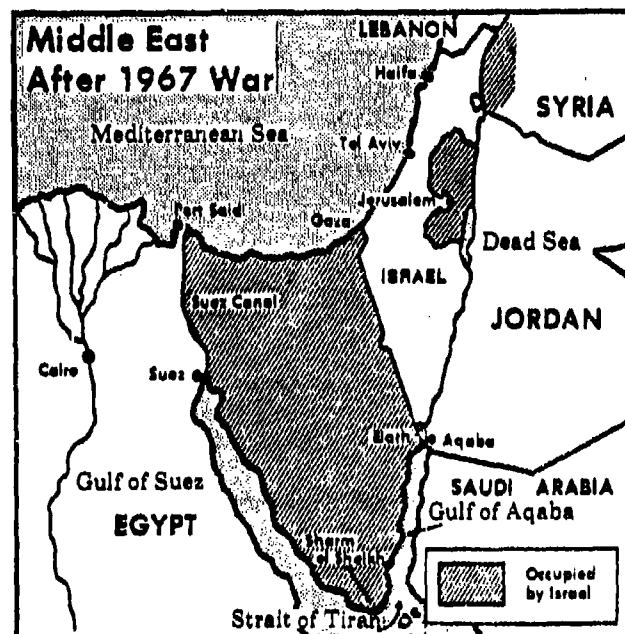 Middle East
After 1967 War
LEBANON
Haifa
SYRIA
Mediterranean Sea
Tel Aviv
Jerusalem
Port Said
Gaza
Dead Sea
ISRAEL
Suez Canal
JORDAN
Cairo
Suez
Elath
Aqaba
Gulf of Suez
SAUDI ARABIA
Gulf of Aqaba
EGYPT
Sharm
el Sheikh
Occupied
by Israel
Strait of Tiran